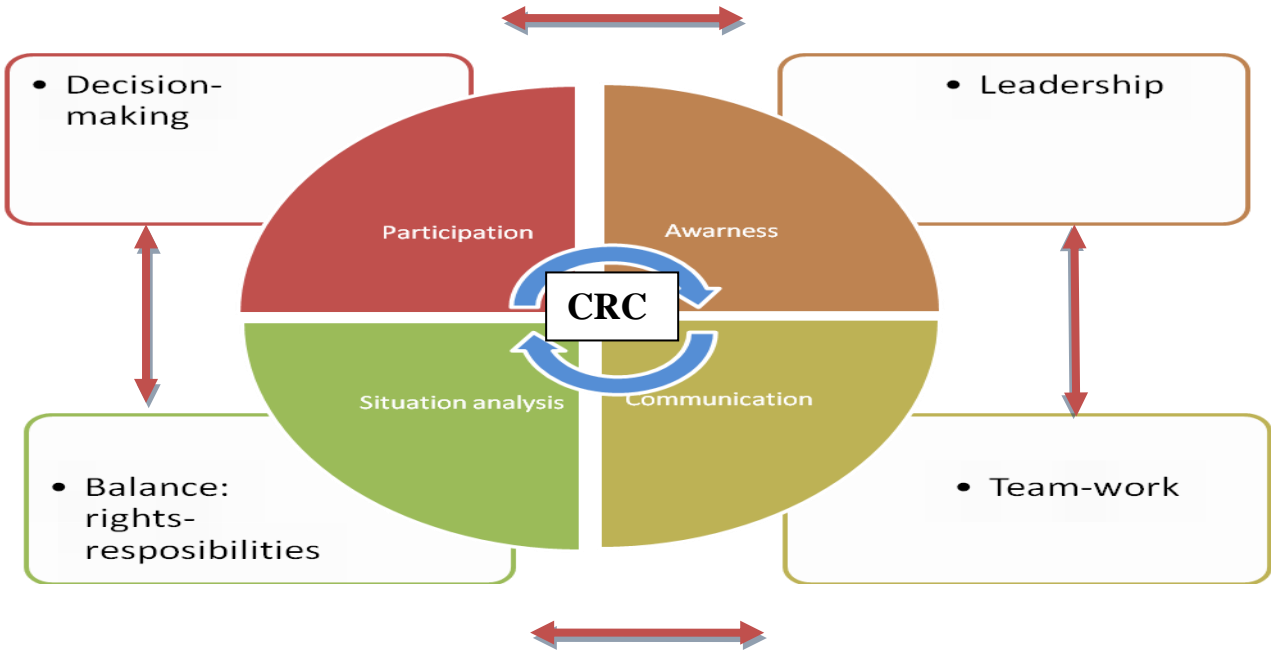 • Decision-
making
• Leadership
Participation
Awarness
CRC
Situation analysis
Communication
• Balance:
rights-
resposibilities
• Team-work